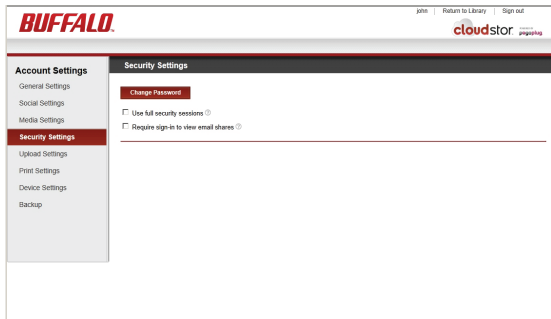 john | Return to Library | Sign out
BUFFALO
cloudstor
pogoplug
Account Settings
General Settings
Social Settings
Media Settings
Security Settings
Upload Settings
Print Settings
Device Settings
Backup
Security Settings
Change Password
Use full security sessions
Require sign-in to view email shares